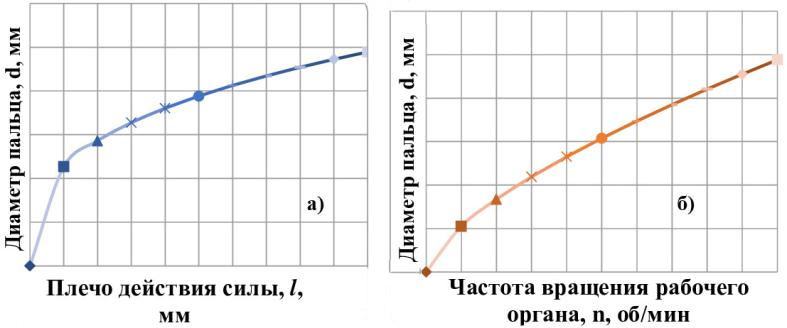 Диаметр пальца, d, мм
а)
Плечо действия силы, l,
мм
Диаметр пальца, d, мм
б)
Частота вращения рабочего
органа, n, об/мин